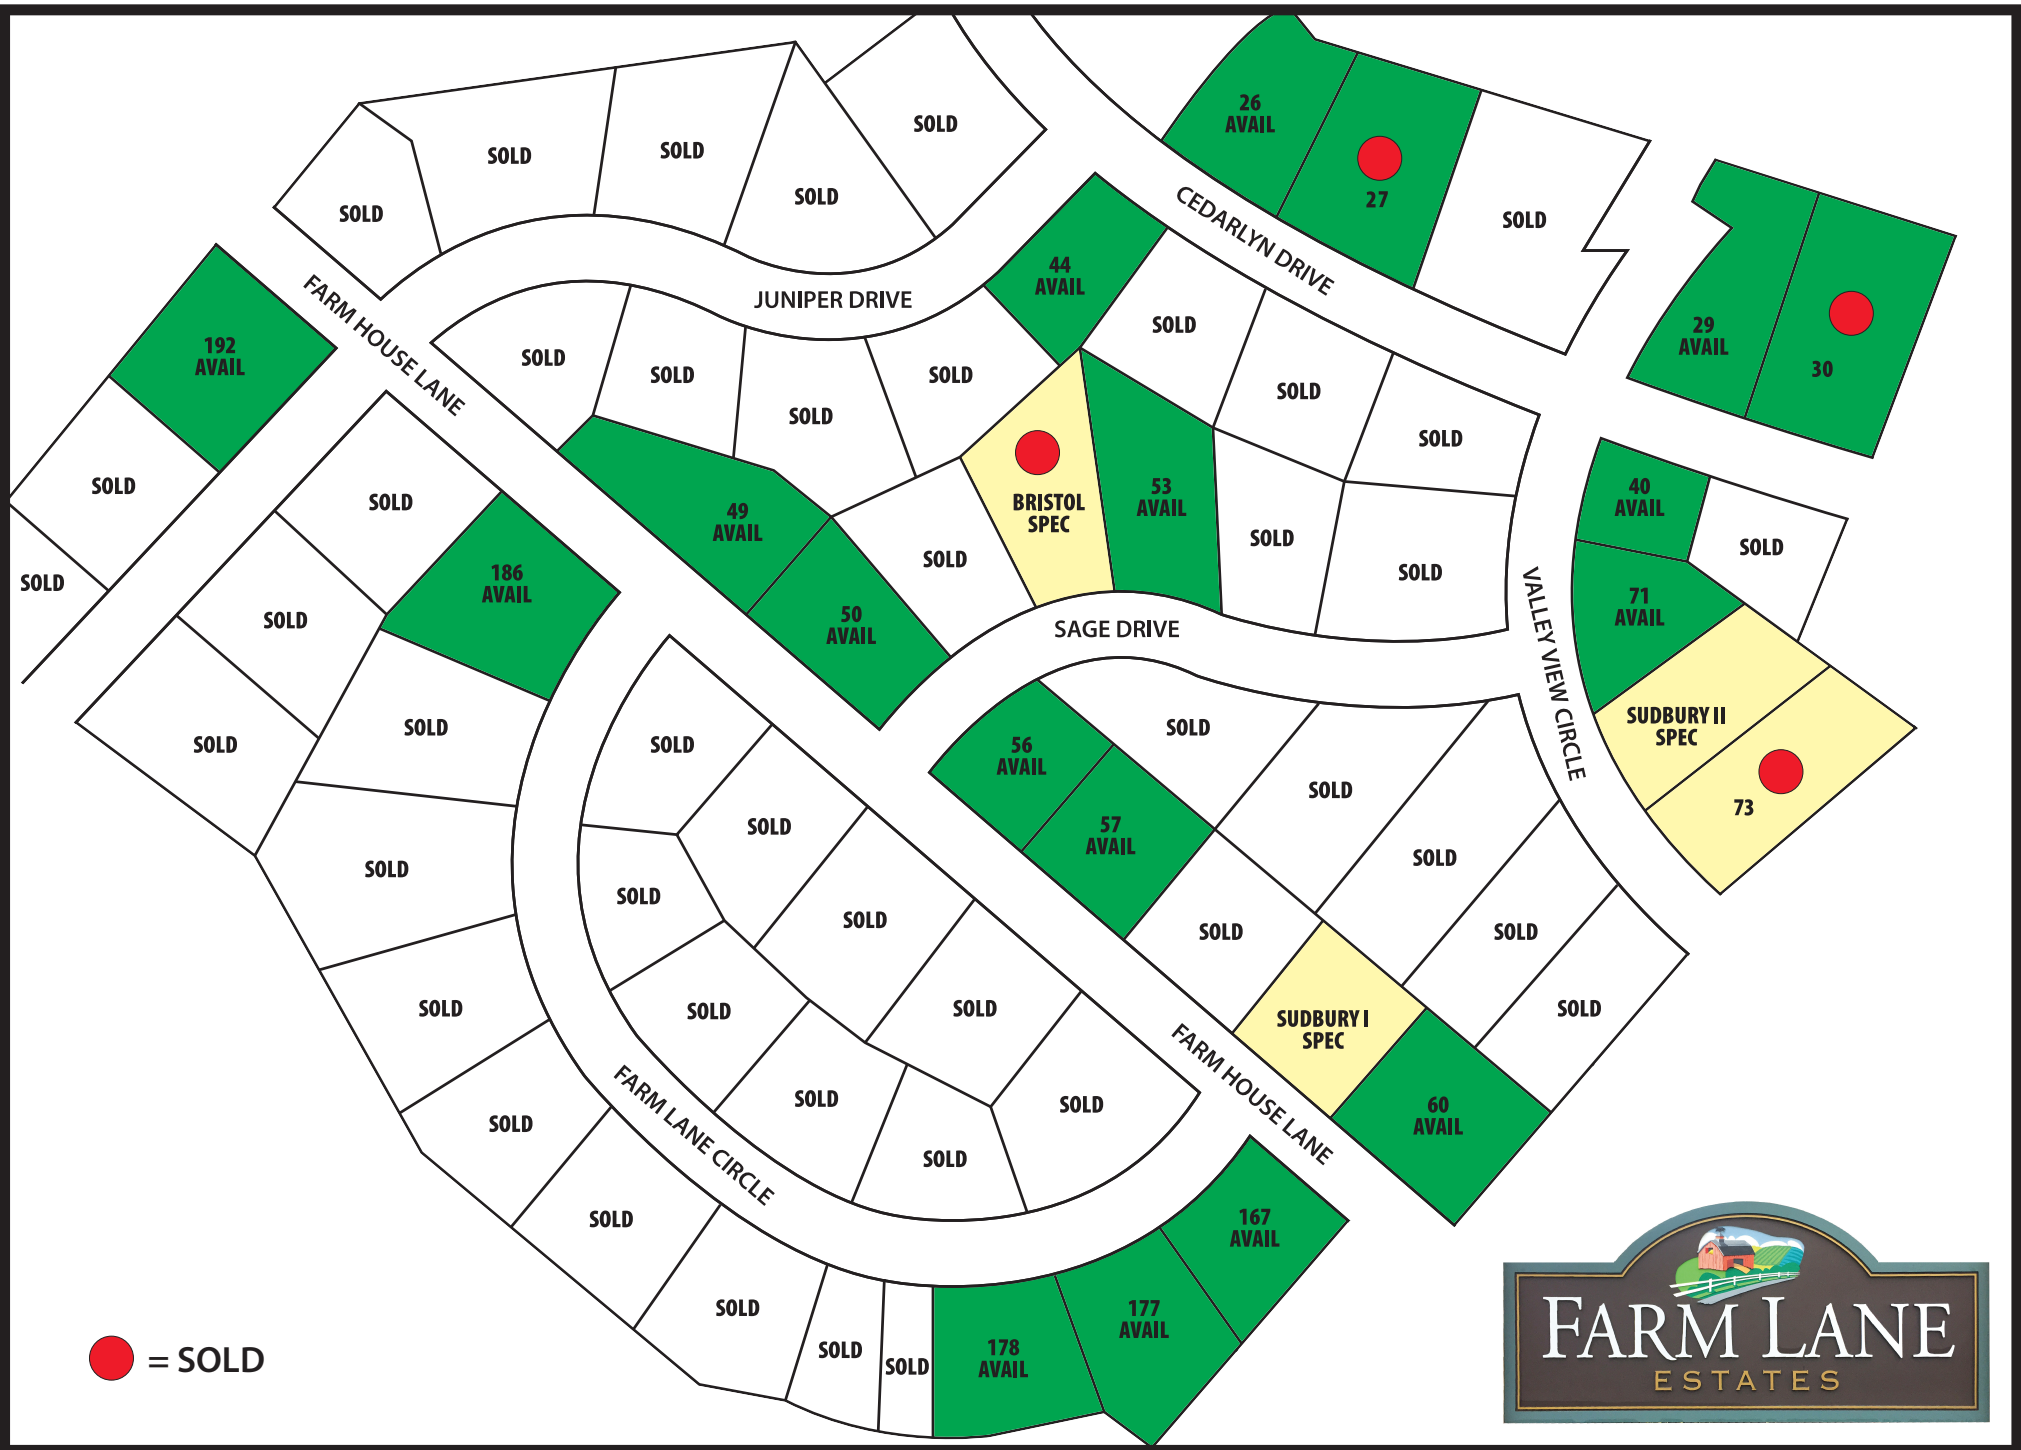 26
AVAIL
SOLD
SOLD
SOLD
27
SOLD
SOLD
SOLD
SOLD
CEDARLYN DRIVE
44
AVAIL
JUNIPER DRIVE
FARM HOUSE LANE
SOLD
29
AVAIL
30
192
AVAIL
SOLD
SOLD
SOLD
SOLD
SOLD
SOLD
SOLD
SOLD
SOLD
53
AVAIL
40
AVAIL
BRISTOL
SPEC
49
AVAIL
SOLD
SOLD
SOLD
SOLD
SOLD
SOLD
186
AVAIL
71
AVAIL
SOLD
50
AVAIL
SAGE DRIVE
VALLEY VIEW CIRCLE
SUDBURY II
SPEC
SOLD
SOLD
SOLD
SOLD
56
AVAIL
SOLD
73
SOLD
57
AVAIL
SOLD
SOLD
SOLD
SOLD
SOLD
SOLD
SOLD
SOLD
SOLD
SOLD
SOLD
SUDBURY I
SPEC
SOLD
FARM HOUSE LANE
SOLD
SOLD
60
AVAIL
SOLD
FARM LANE CIRCLE
SOLD
SOLD
167
AVAIL
SOLD
177
AVAIL
SOLD
SOLD
178
AVAIL
= SOLD
FARM LANE
ESTATES